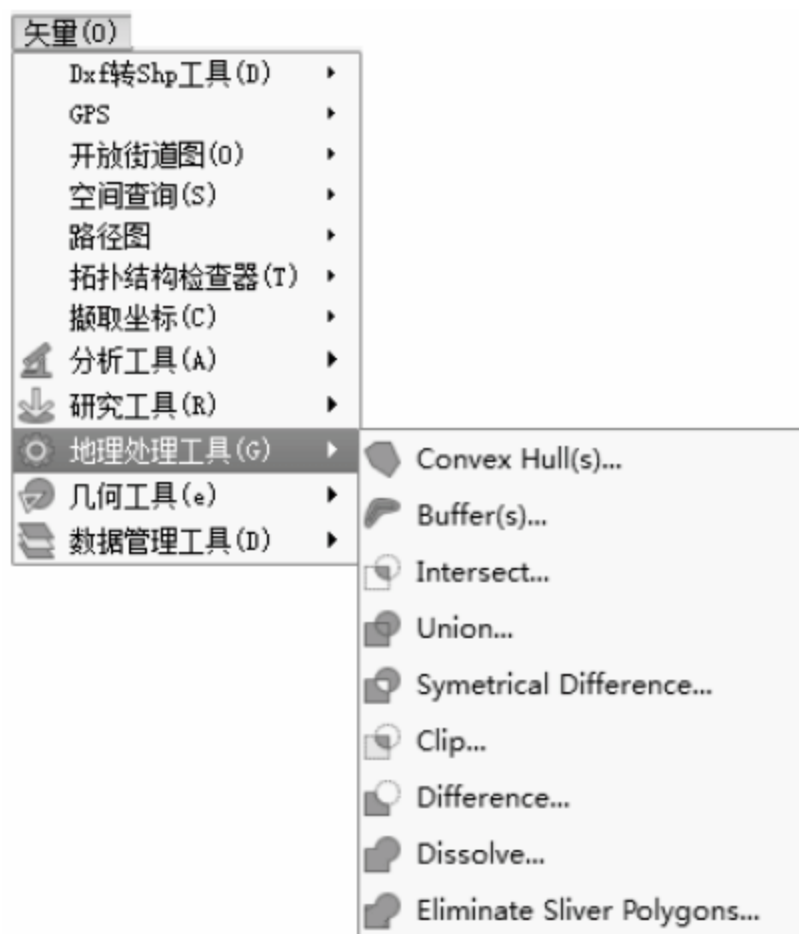 矢量(O)
Dxf转Shp工具(D)
GPS
开放街道图(O)
空间查询(S)
路径图
拓扑结构检查器(T)
撷取坐标(C)
分析工具(A)
研究工具(R)
地理处理工具(G)
几何工具(e)
数据管理工具(D)
Convex Hull(s)...
Buffer(s)...
Intersect...
Union...
Symetrical Difference...
Clip...
Difference...
Dissolve...
Eliminate Sliver Polygons...